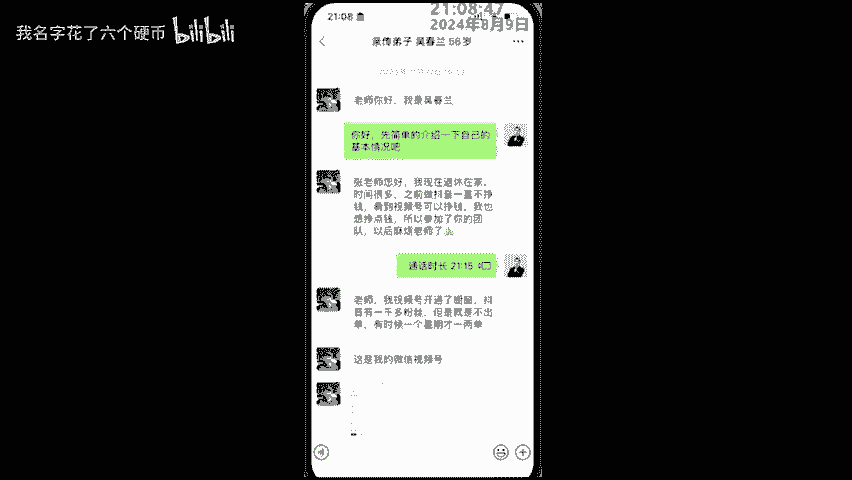 我名字花了六个硬币 bilibili
21:08:47
21:08
2024年8月9日
亲传弟子 吴春兰 56岁
老师你好，我是吴春兰
你好，先简单的介绍一下自己的
基本情况吧
张老师您好，我现在退休在家，
时间很多，之前做抖音一直不挣
钱，看到视频号可以挣钱，我也
想挣点钱，所以参加了你的团
队，以后麻烦老师了
通话时长 21:15
老师，我视频号开通了橱窗，抖
音有一千多粉丝，但是就是不出
单，有时候一个星期才一两单
这是我的微信视频号